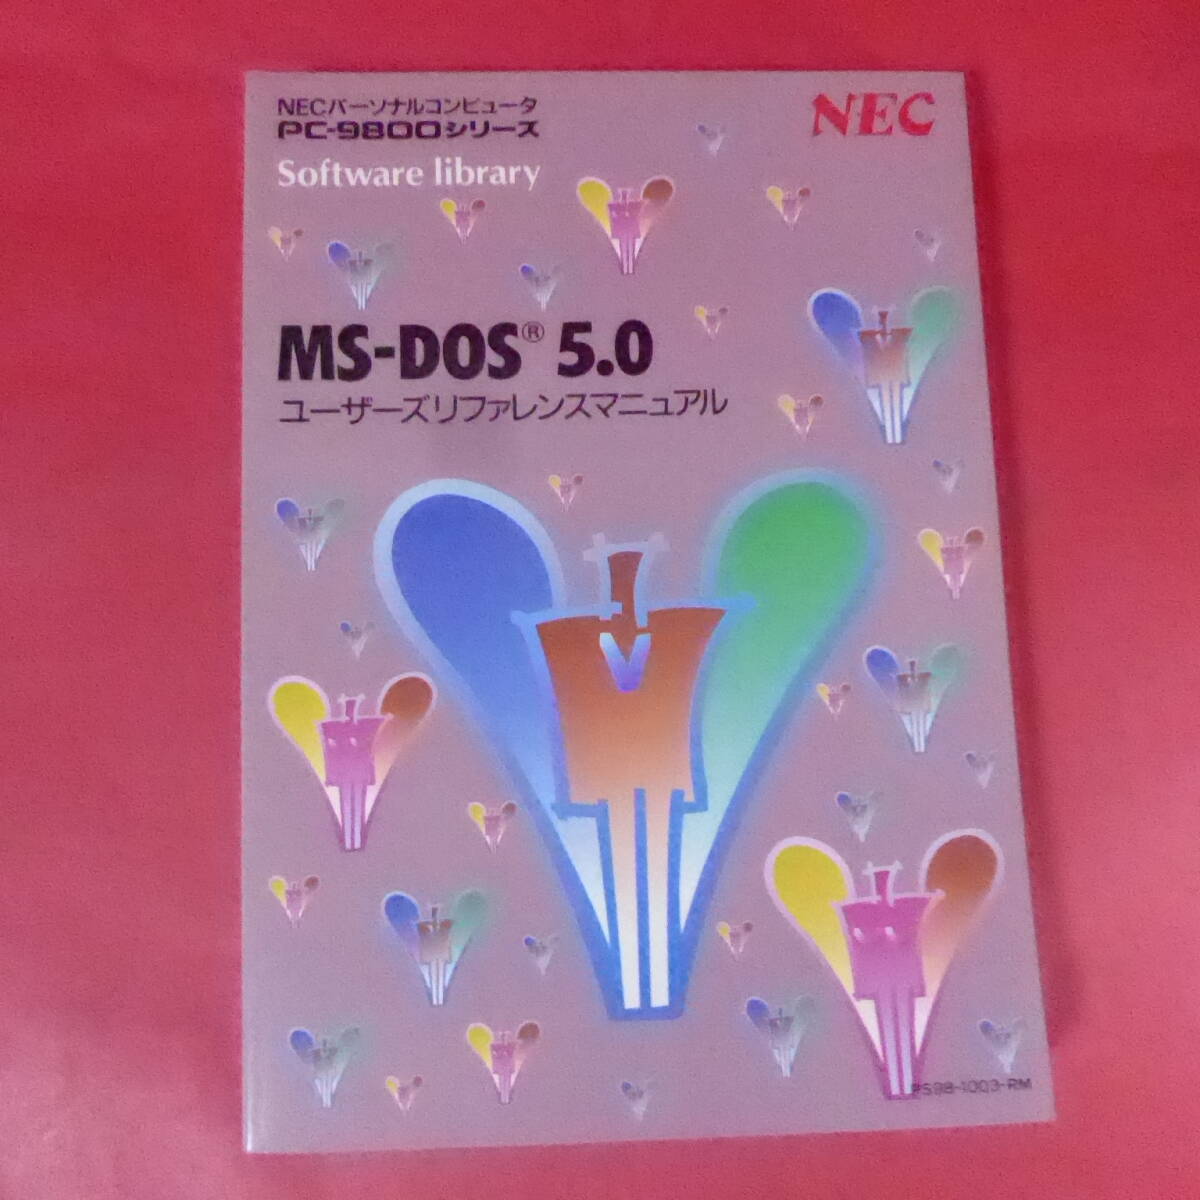 NECパーソナルコンピュータ
PC-9800シリーズ
Software library
NEC
MS-DOS® 5.0
ユーザーズリファレンスマニュアル
PS98-1003-RM